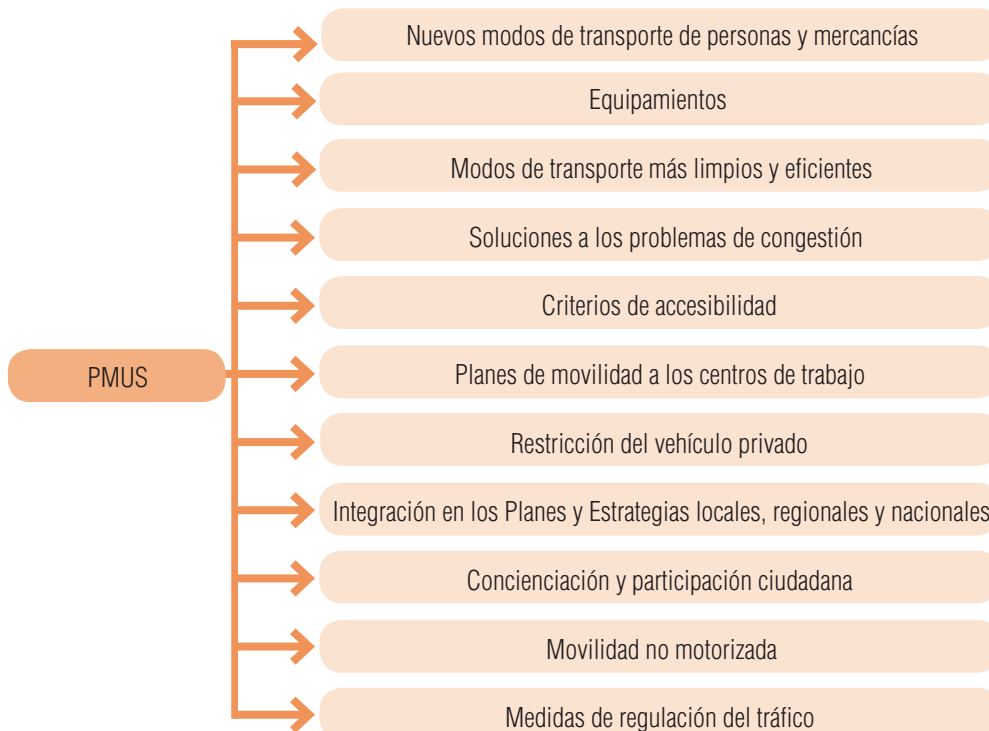 Nuevos modos de transporte de personas y mercancías
Equipamientos
Modos de transporte más limpios y eficientes
Soluciones a los problemas de congestión
Criterios de accesibilidad
PMUS
Planes de movilidad a los centros de trabajo
Restricción del vehículo privado
Integración en los Planes y Estrategias locales, regionales y nacionales
Concienciación y participación ciudadana
Movilidad no motorizada
Medidas de regulación del tráfico